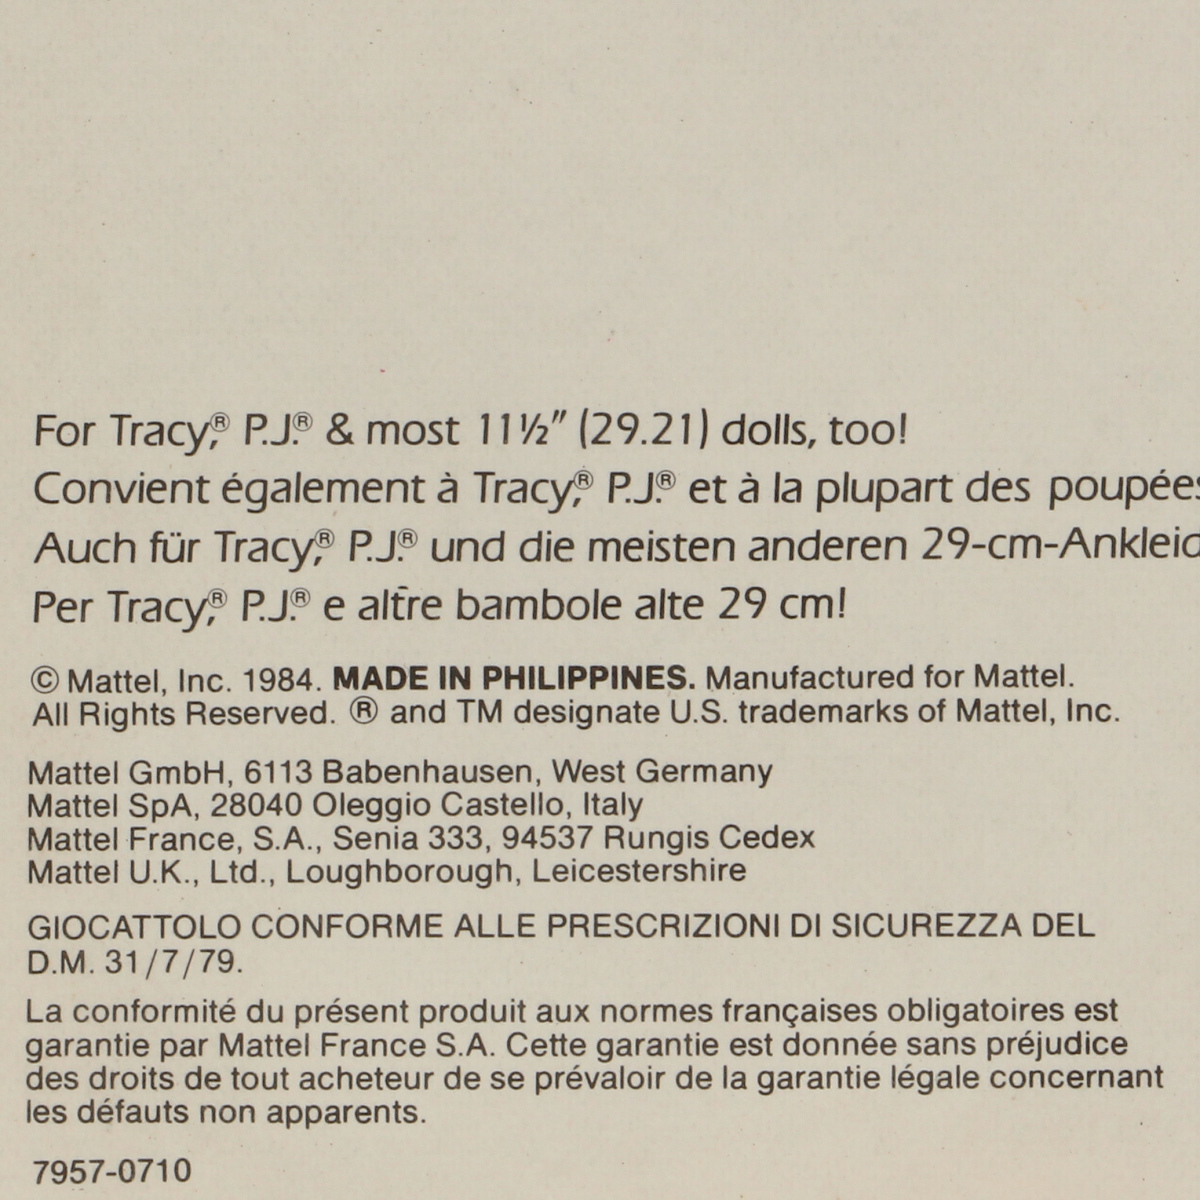 For Tracy,® P.J.® & most 11½" (29.21) dolls, too!
Convient également à Tracy,® P.J.® et à la plupart des poupées
Auch für Tracy,® P.J.® und die meisten anderen 29-cm-Ankleid
Per Tracy,® P.J.® e altre bambole alte 29 cm!
© Mattel, Inc. 1984. MADE IN PHILIPPINES. Manufactured for Mattel.
All Rights Reserved. ® and TM designate U.S. trademarks of Mattel, Inc.
Mattel GmbH, 6113 Babenhausen, West Germany
Mattel SpA, 28040 Oleggio Castello, Italy
Mattel France, S.A., Senia 333, 94537 Rungis Cedex
Mattel U.K., Ltd., Loughborough, Leicestershire
GIOCATTOLO CONFORME ALLE PRESCRIZIONI DI SICUREZZA DEL
D.M. 31/7/79.
La conformité du présent produit aux normes françaises obligatoires est
garantie par Mattel France S.A. Cette garantie est donnée sans préjudice
des droits de tout acheteur de se prévaloir de la garantie légale concernant
les défauts non apparents.
7957-0710